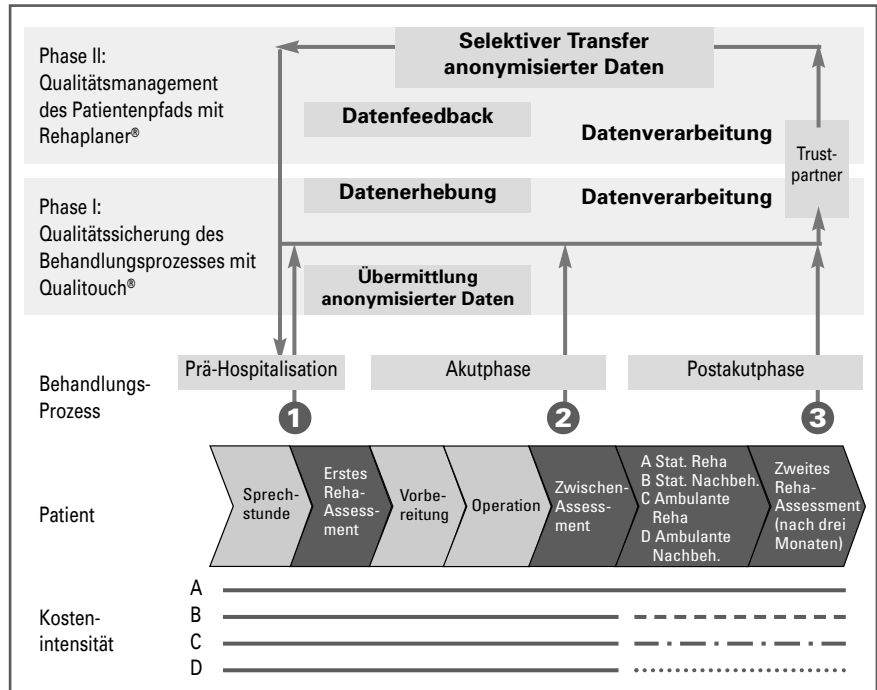 Phase II:
Qualitätsmanagement
des Patientenpfads mit
Rehaplaner®
Selektiver Transfer
anonymisierter Daten
Datenfeedback
Datenverarbeitung
Trust-
partner
Phase I:
Qualitätssicherung des
Behandlungsprozesses mit
Qualitouch®
Datenerhebung
Datenverarbeitung
Übermittlung
anonymisierter Daten
Behandlungs-
Prozess
Prä-Hospitalisation
Akutphase
Postakutphase
1
2
3
Patient
Sprech-
stunde
Erstes
Reha-
Assess-
ment
Vorbe-
reitung
Operation
Zwischen-
Assess-
ment
A Stat. Reha
B Stat. Nachbeh.
C Ambulante
Reha
D Ambulante
Nachbeh.
Zweites
Reha-
Assessment
(nach drei
Monaten)
Kosten-
intensität
A
B
C
D